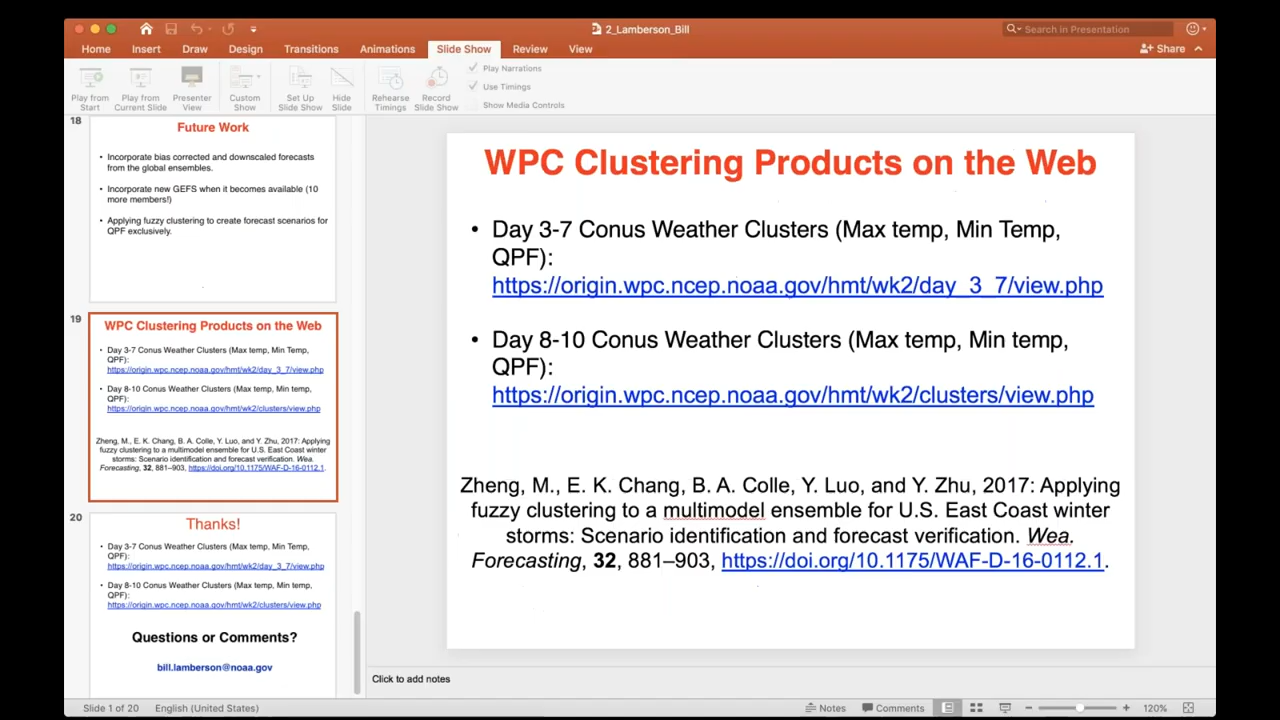 2_Lamberson_Bill
Search in Presentation
Home Insert Draw Design Transitions Animations Slide Show Review View
Share
Play from Start
Play from Current Slide
Presenter View
Custom Show
Set Up Slide Show
Hide Slide
Rehearse Timings
Record Slide Show
Play Narrations
Use Timings
Show Media Controls
18
Future Work
• Incorporate bias corrected and downscaled forecasts
from the global ensembles.
• Incorporate new GEFS when it becomes available (10
more members!)
• Applying fuzzy clustering to create forecast scenarios for
QPF exclusively.
19
WPC Clustering Products on the Web
• Day 3-7 Conus Weather Clusters (Max temp, Min Temp,
QPF):
https://origin.wpc.ncep.noaa.gov/hmt/wk2/day_3_7/view.php
• Day 8-10 Conus Weather Clusters (Max temp, Min temp,
QPF):
https://origin.wpc.ncep.noaa.gov/hmt/wk2/clusters/view.php
Zheng, M., E. K. Chang, B. A. Colle, Y. Luo, and Y. Zhu, 2017: Applying
fuzzy clustering to a multimodel ensemble for U.S. East Coast winter
storms: Scenario identification and forecast verification. Wea.
Forecasting, 32, 881–903, https://doi.org/10.1175/WAF-D-16-0112.1.
20
Thanks!
• Day 3-7 Conus Weather Clusters (Max temp, Min Temp,
QPF):
https://origin.wpc.ncep.noaa.gov/hmt/wk2/day_3_7/view.php
• Day 8-10 Conus Weather Clusters (Max temp, Min temp,
QPF):
https://origin.wpc.ncep.noaa.gov/hmt/wk2/clusters/view.php
Questions or Comments?
bill.lamberson@noaa.gov
WPC Clustering Products on the Web
• Day 3-7 Conus Weather Clusters (Max temp, Min Temp,
QPF):
https://origin.wpc.ncep.noaa.gov/hmt/wk2/day_3_7/view.php
• Day 8-10 Conus Weather Clusters (Max temp, Min temp,
QPF):
https://origin.wpc.ncep.noaa.gov/hmt/wk2/clusters/view.php
Zheng, M., E. K. Chang, B. A. Colle, Y. Luo, and Y. Zhu, 2017: Applying
fuzzy clustering to a multimodel ensemble for U.S. East Coast winter
storms: Scenario identification and forecast verification. Wea.
Forecasting, 32, 881–903, https://doi.org/10.1175/WAF-D-16-0112.1.
Click to add notes
Slide 1 of 20 English (United States) Notes Comments 120%